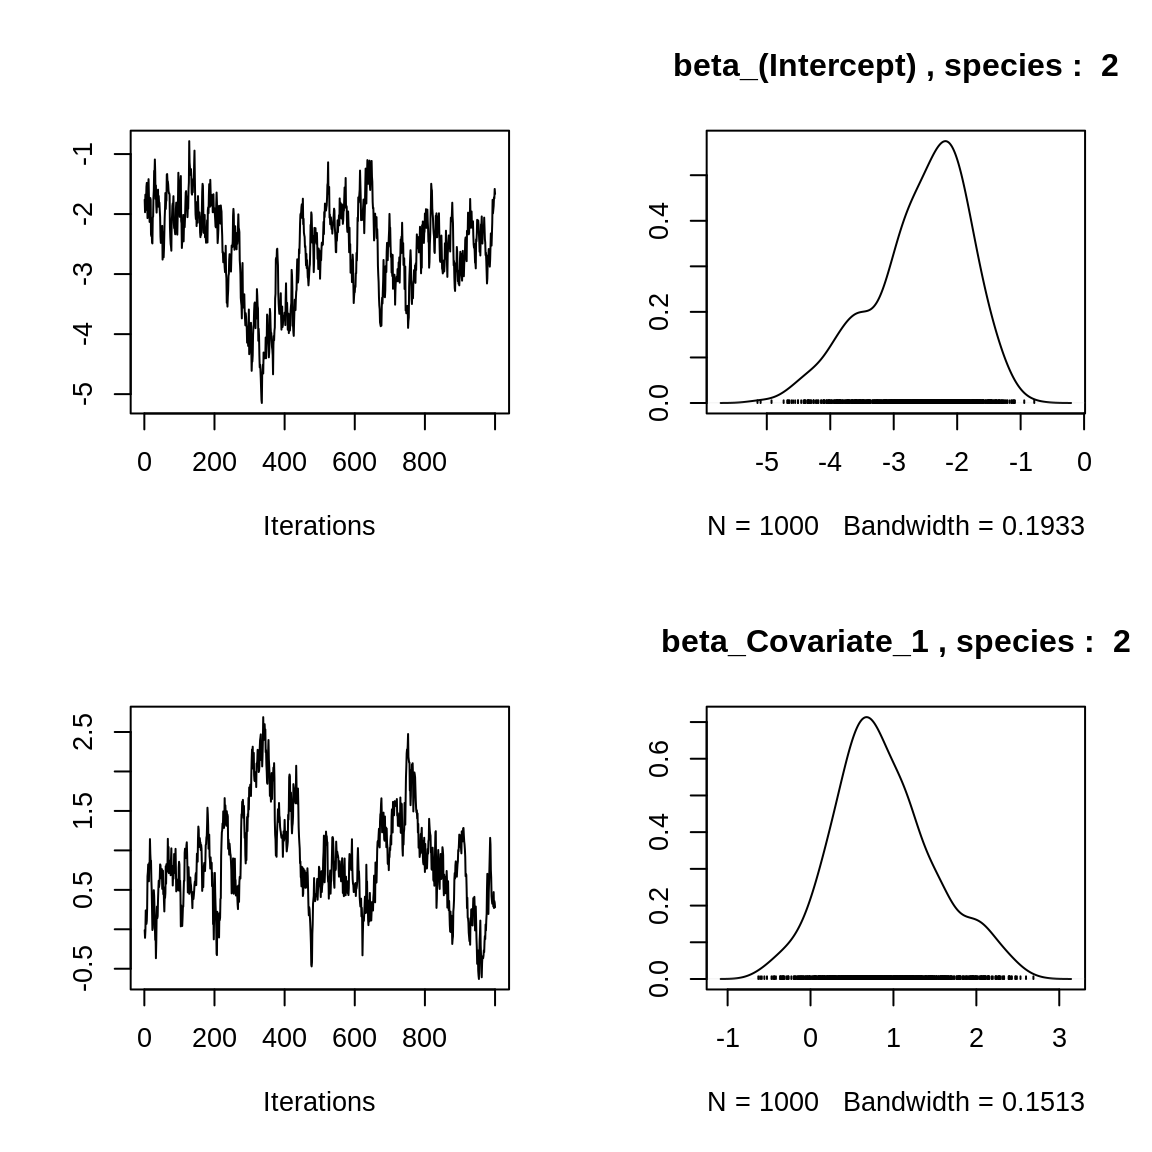 beta_(Intercept) , species :  2
-1
-2
-3
-4
-5
0 200 400 600 800
Iterations
0.4
0.2
0.0
-5 -4 -3 -2 -1 0
N = 1000   Bandwidth = 0.1933
beta_Covariate_1 , species :  2
2.5
1.5
0.5
-0.5
0 200 400 600 800
Iterations
0.6
0.4
0.2
0.0
-1 0 1 2 3
N = 1000   Bandwidth = 0.1513